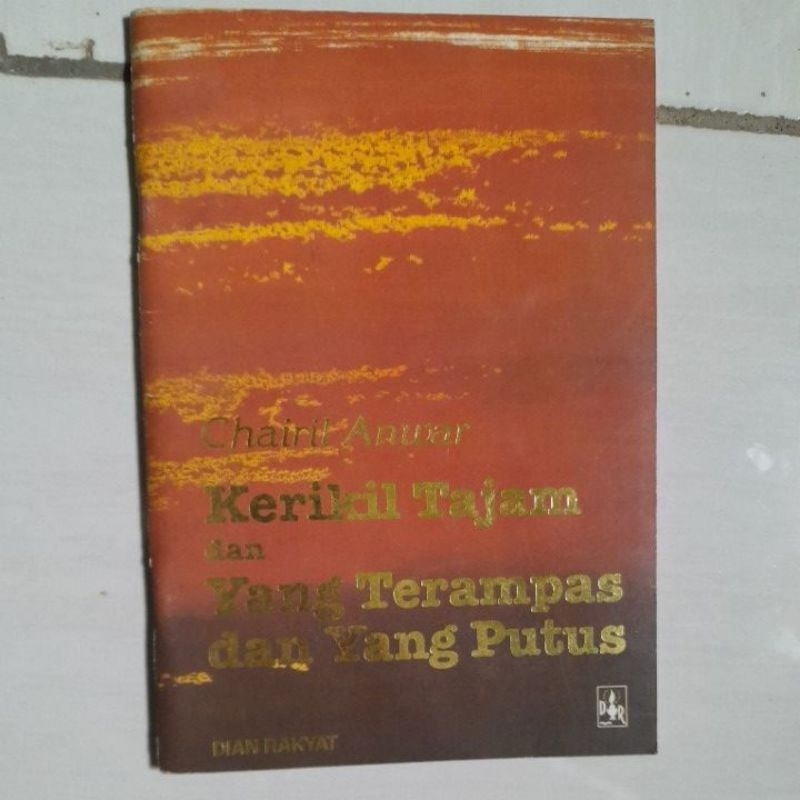 Chairil Anwar
Kerikil Tajam
dan
Yang Terampas
dan Yang Putus
DIAN RAKYAT
D R